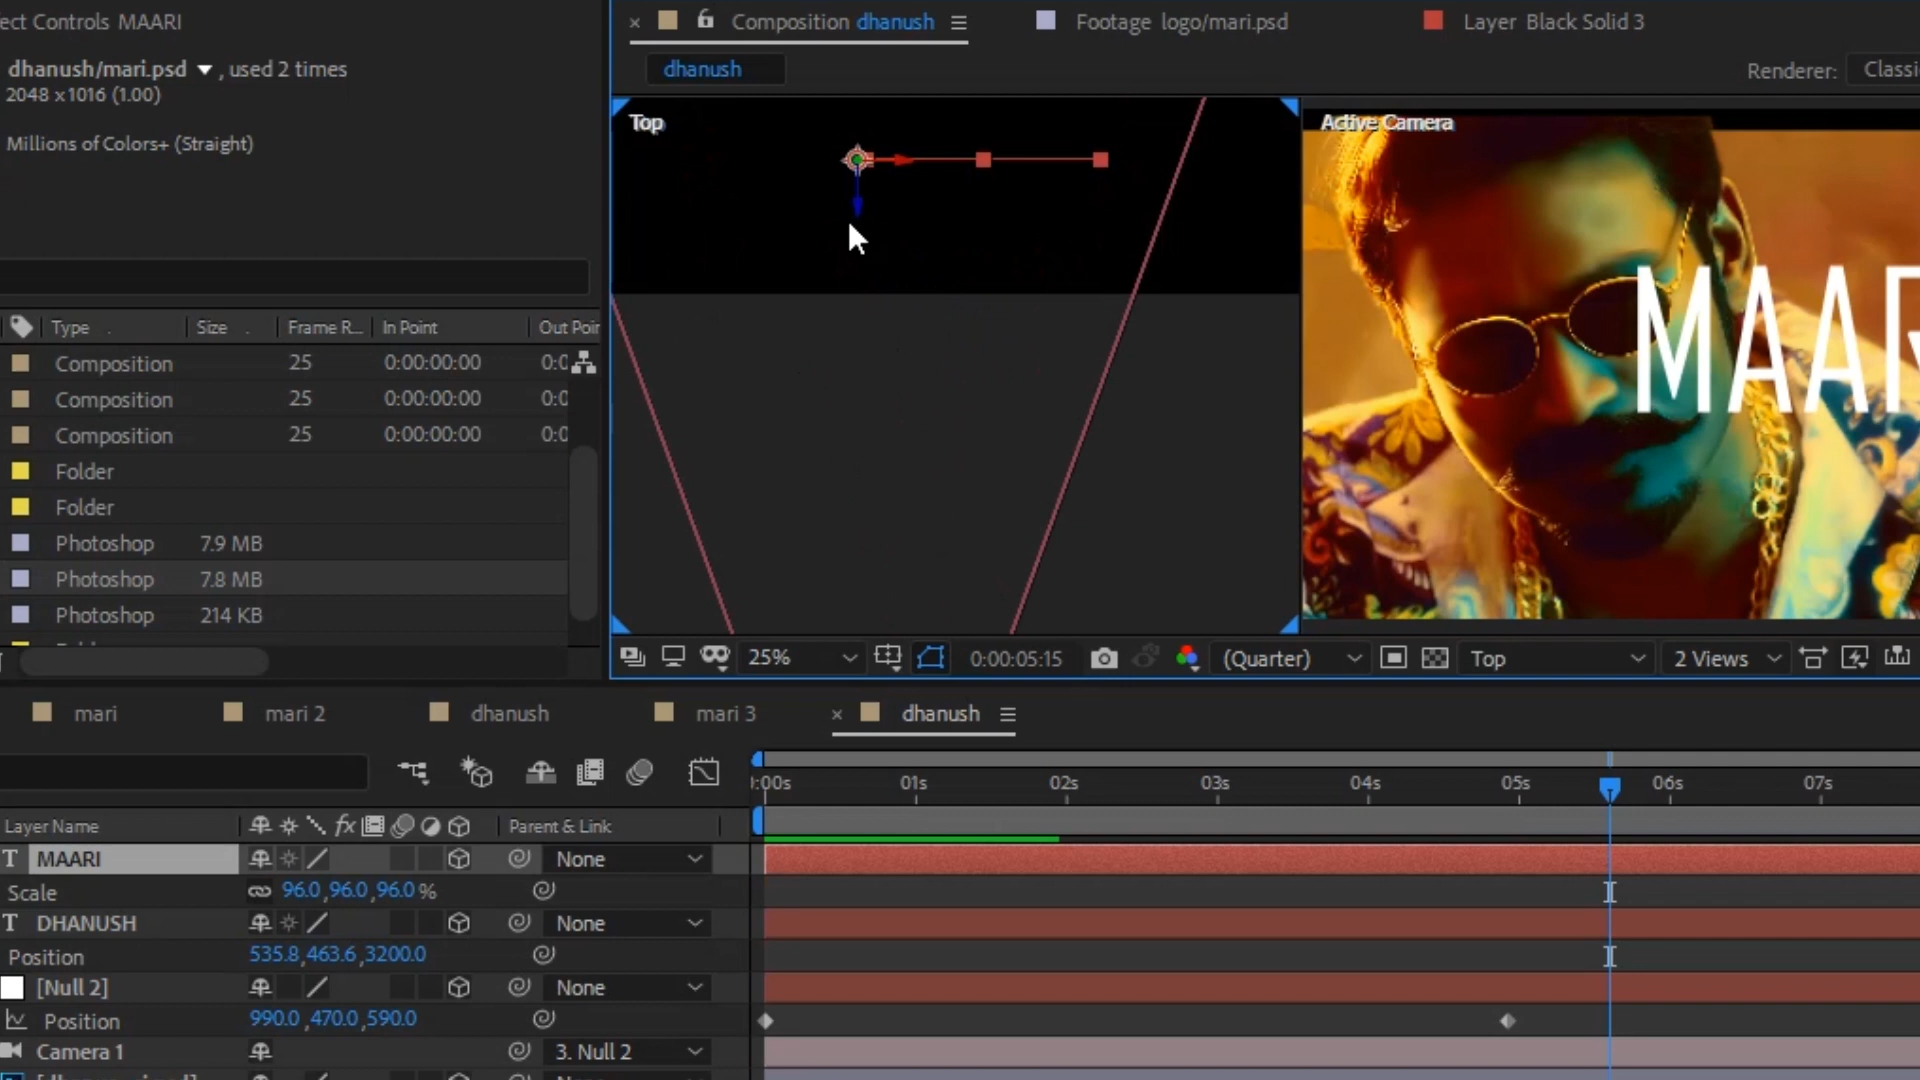 ect Controls MAARI
Composition dhanush
Footage logo/mari.psd
Layer Black Solid 3
dhanush/mari.psd , used 2 times
2048 x1016 (1.00)
Millions of Colors+ (Straight)
dhanush
Renderer: Classi
Top
Active Camera
MAAR
Type Size Frame R... In Point Out Poin
Composition 25 0:00:00:00 0:0
Composition 25 0:00:00:00 0:0
Composition 25 0:00:00:00 0:0
Folder
Folder
Photoshop 7.9 MB
Photoshop 7.8 MB
Photoshop 214 KB
25% 0:00:05:15 (Quarter) Top 2 Views
mari mari 2 dhanush mari 3 dhanush
:00s 01s 02s 03s 04s 05s 06s 07s
Layer Name fx Parent & Link
T MAARI None
Scale 96.0,96.0,96.0 %
T DHANUSH None
Position 535.8,463.6,3200.0
[Null 2] None
Position 990.0,470.0,590.0
Camera 1 3. Null 2